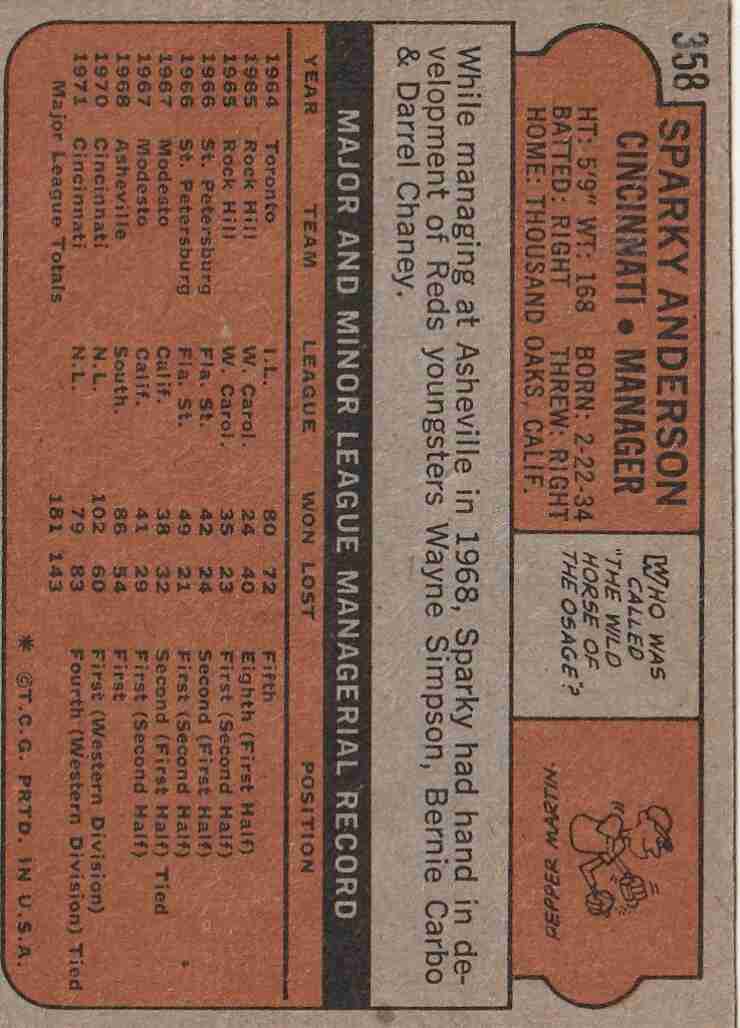 358
SPARKY ANDERSON
CINCINNATI • MANAGER
HT: 5'9" WT: 168 BORN: 2-22-34
BATTED: RIGHT THREW: RIGHT
HOME: THOUSAND OAKS, CALIF.
WHO WAS
CALLED
"THE WILD
HORSE OF
THE OSAGE"?
PEPPER MARTIN.
While managing at Asheville in 1968, Sparky had hand in de-
velopment of Reds youngsters Wayne Simpson, Bernie Carbo
& Darrel Chaney.
MAJOR AND MINOR LEAGUE MANAGERIAL RECORD
YEAR TEAM LEAGUE WON LOST POSITION
1964 Toronto I.L. 80 72 Fifth
1965 Rock Hill W. Carol. 24 40 Eighth (First Half)
1965 Rock Hill W. Carol. 35 23 First (Second Half)
1966 St. Petersburg Fla. St. 42 24 Second (First Half)
1966 St. Petersburg Fla. St. 49 21 First (Second Half)
1967 Modesto Calif. 38 32 Second (First Half) Tied
1967 Modesto Calif. 41 29 First (Second Half)
1968 Asheville South. 86 54 First
1970 Cincinnati N.L. 102 60 First (Western Division)
1971 Cincinnati N.L. 79 83 Fourth (Western Division) Tied
Major League Totals 181 143
* ©T.C.G. PRTD. IN U.S.A.